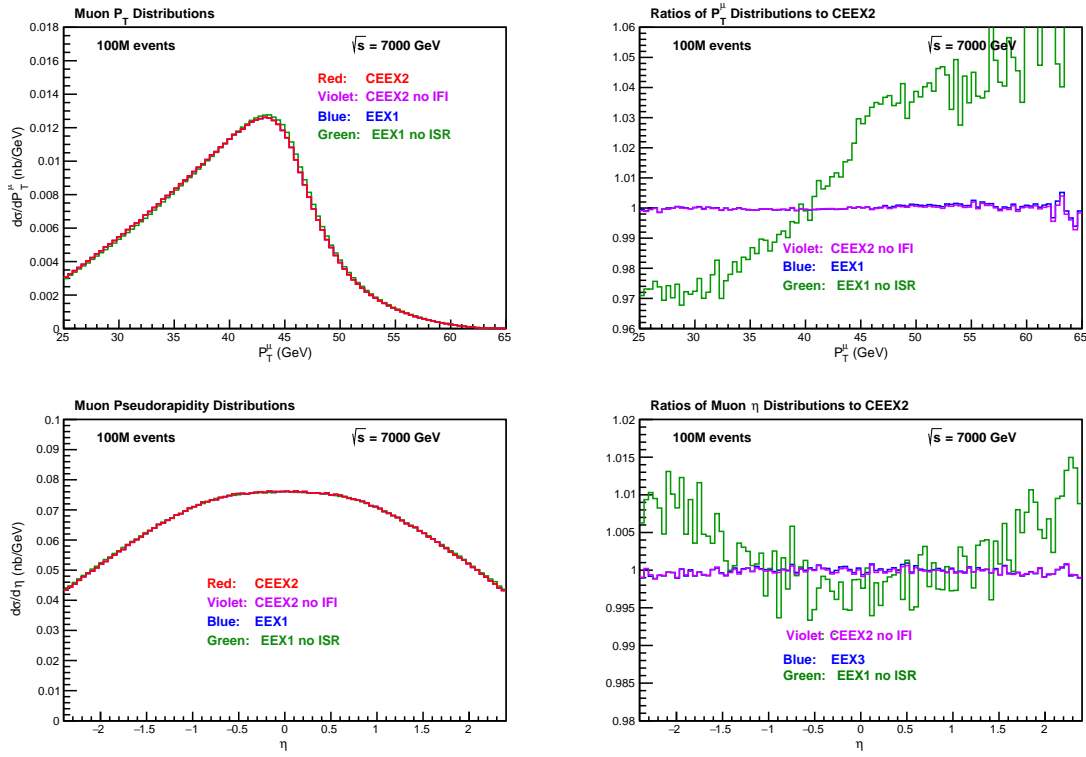 Muon P_T Distributions
100M events
√s = 7000 GeV
Red: CEEX2
Violet: CEEX2 no IFI
Blue: EEX1
Green: EEX1 no ISR
dσ/dP_T^μ (nb/GeV)
0.018
0.016
0.014
0.012
0.01
0.008
0.006
0.004
0.002
0
25 30 35 40 45 50 55 60 65
P_T^μ (GeV)
Ratios of P_T^μ Distributions to CEEX2
100M events
√s = 7000 GeV
1.06
1.05
1.04
1.03
1.02
1.01
1
0.99
0.98
0.97
0.96
Violet: CEEX2 no IFI
Blue: EEX1
Green: EEX1 no ISR
25 30 35 40 45 50 55 60 65
P_T^μ (GeV)
Muon Pseudorapidity Distributions
100M events
√s = 7000 GeV
dσ/dη (nb/GeV)
0.1
0.09
0.08
0.07
0.06
0.05
0.04
0.03
0.02
0.01
0
Red: CEEX2
Violet: CEEX2 no IFI
Blue: EEX1
Green: EEX1 no ISR
−2 −1.5 −1 −0.5 0 0.5 1 1.5 2
η
Ratios of Muon η Distributions to CEEX2
100M events
√s = 7000 GeV
1.02
1.015
1.01
1.005
1
0.995
0.99
0.985
0.98
Violet: CEEX2 no IFI
Blue: EEX3
Green: EEX1 no ISR
−2 −1.5 −1 −0.5 0 0.5 1 1.5 2
η